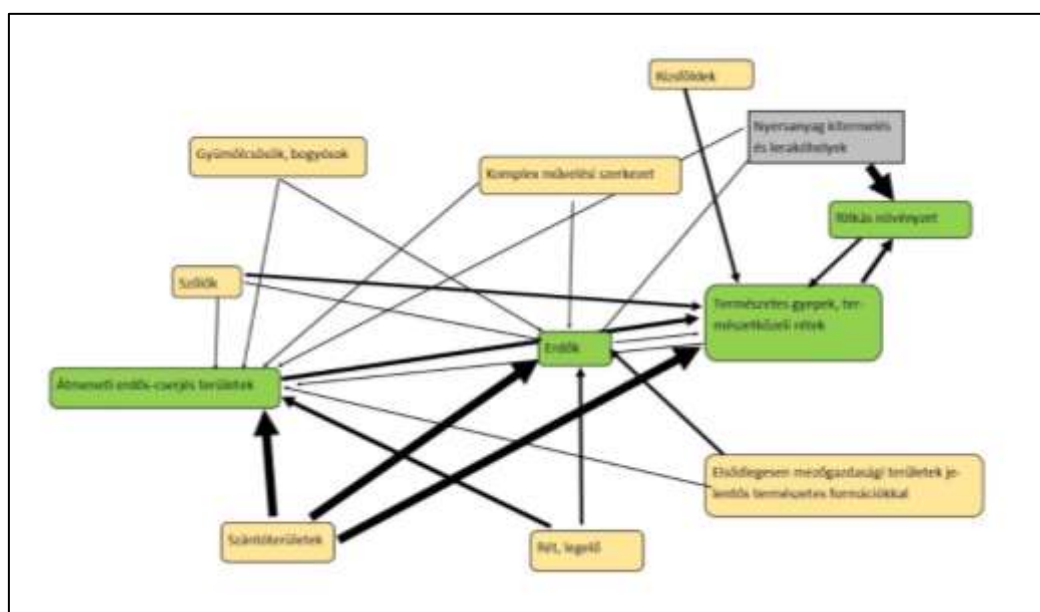 Kizsföldek
Nyersanyag kitermelés
és lerakóhelyek
Gyümölcsösök, bogyósok
Komplex művelési szerkezet
Ritkás növényzet
Szőlők
Természetes gyepek, ter-
mészetközeli rétek
Erdők
Átmeneti erdős-cserjés területek
Elsődlegesen mezőgazdasági területek je-
lentős természetes formációkkal
Szántóterületek
Rét, legelő